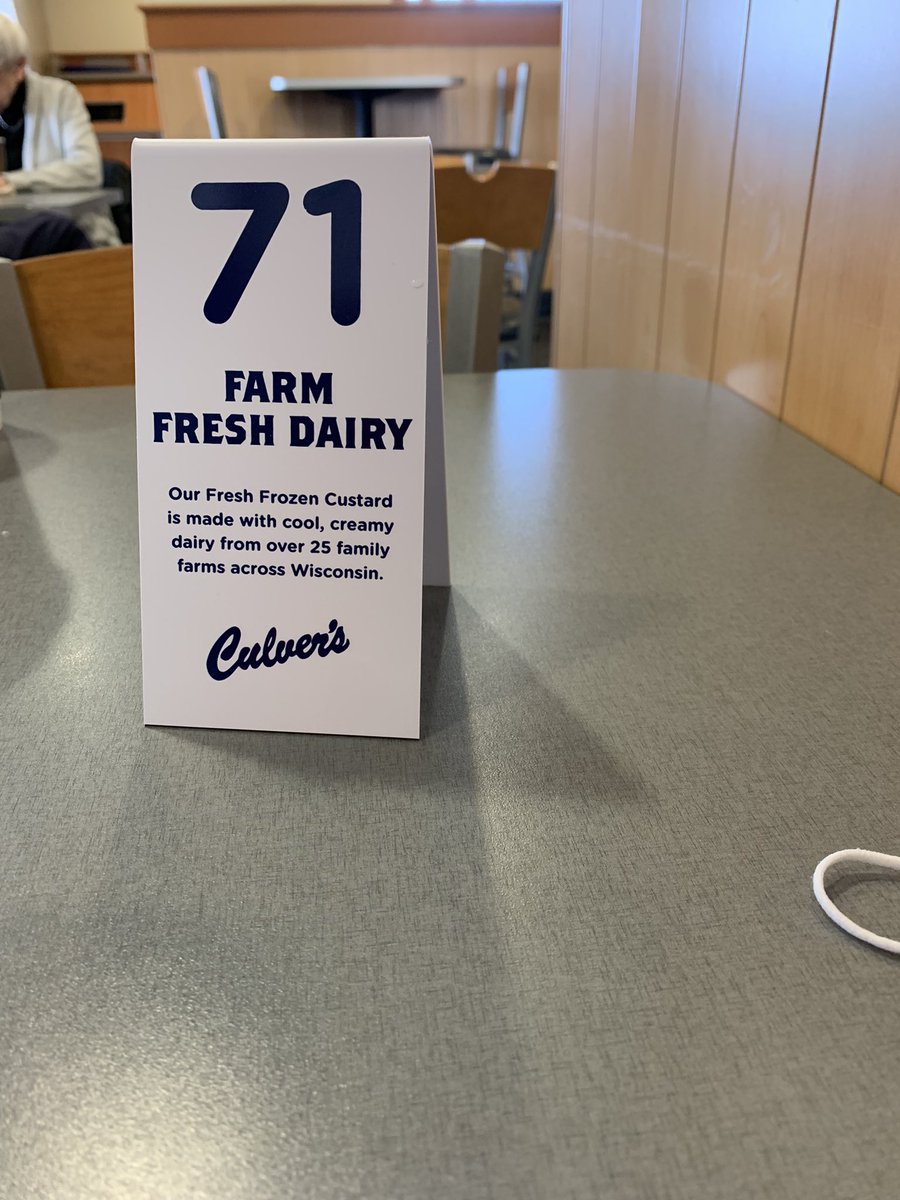 71
FARM
FRESH DAIRY
Our Fresh Frozen Custard
is made with cool, creamy
dairy from over 25 family
farms across Wisconsin.
Culver's